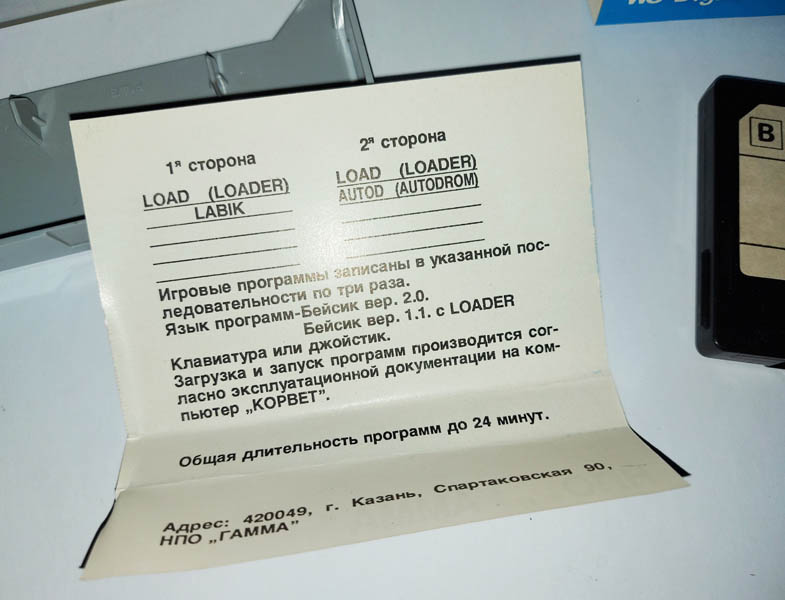 1я сторона
LOAD (LOADER)
LABIK
2я сторона
LOAD (LOADER)
AUTOD (AUTODROM)
Игровые программы записаны в указанной пос-
ледовательности по три раза.
Язык программ-Бейсик вер. 2.0.
Бейсик вер. 1.1. с LOADER
Клавиатура или джойстик.
Загрузка и запуск программ производится сог-
ласно эксплуатационной документации на ком-
пьютер „КОРВЕТ”.
Общая длительность программ до 24 минут.
Адрес: 420049, г. Казань, Спартаковская 90,
НПО „ГАММА”
B